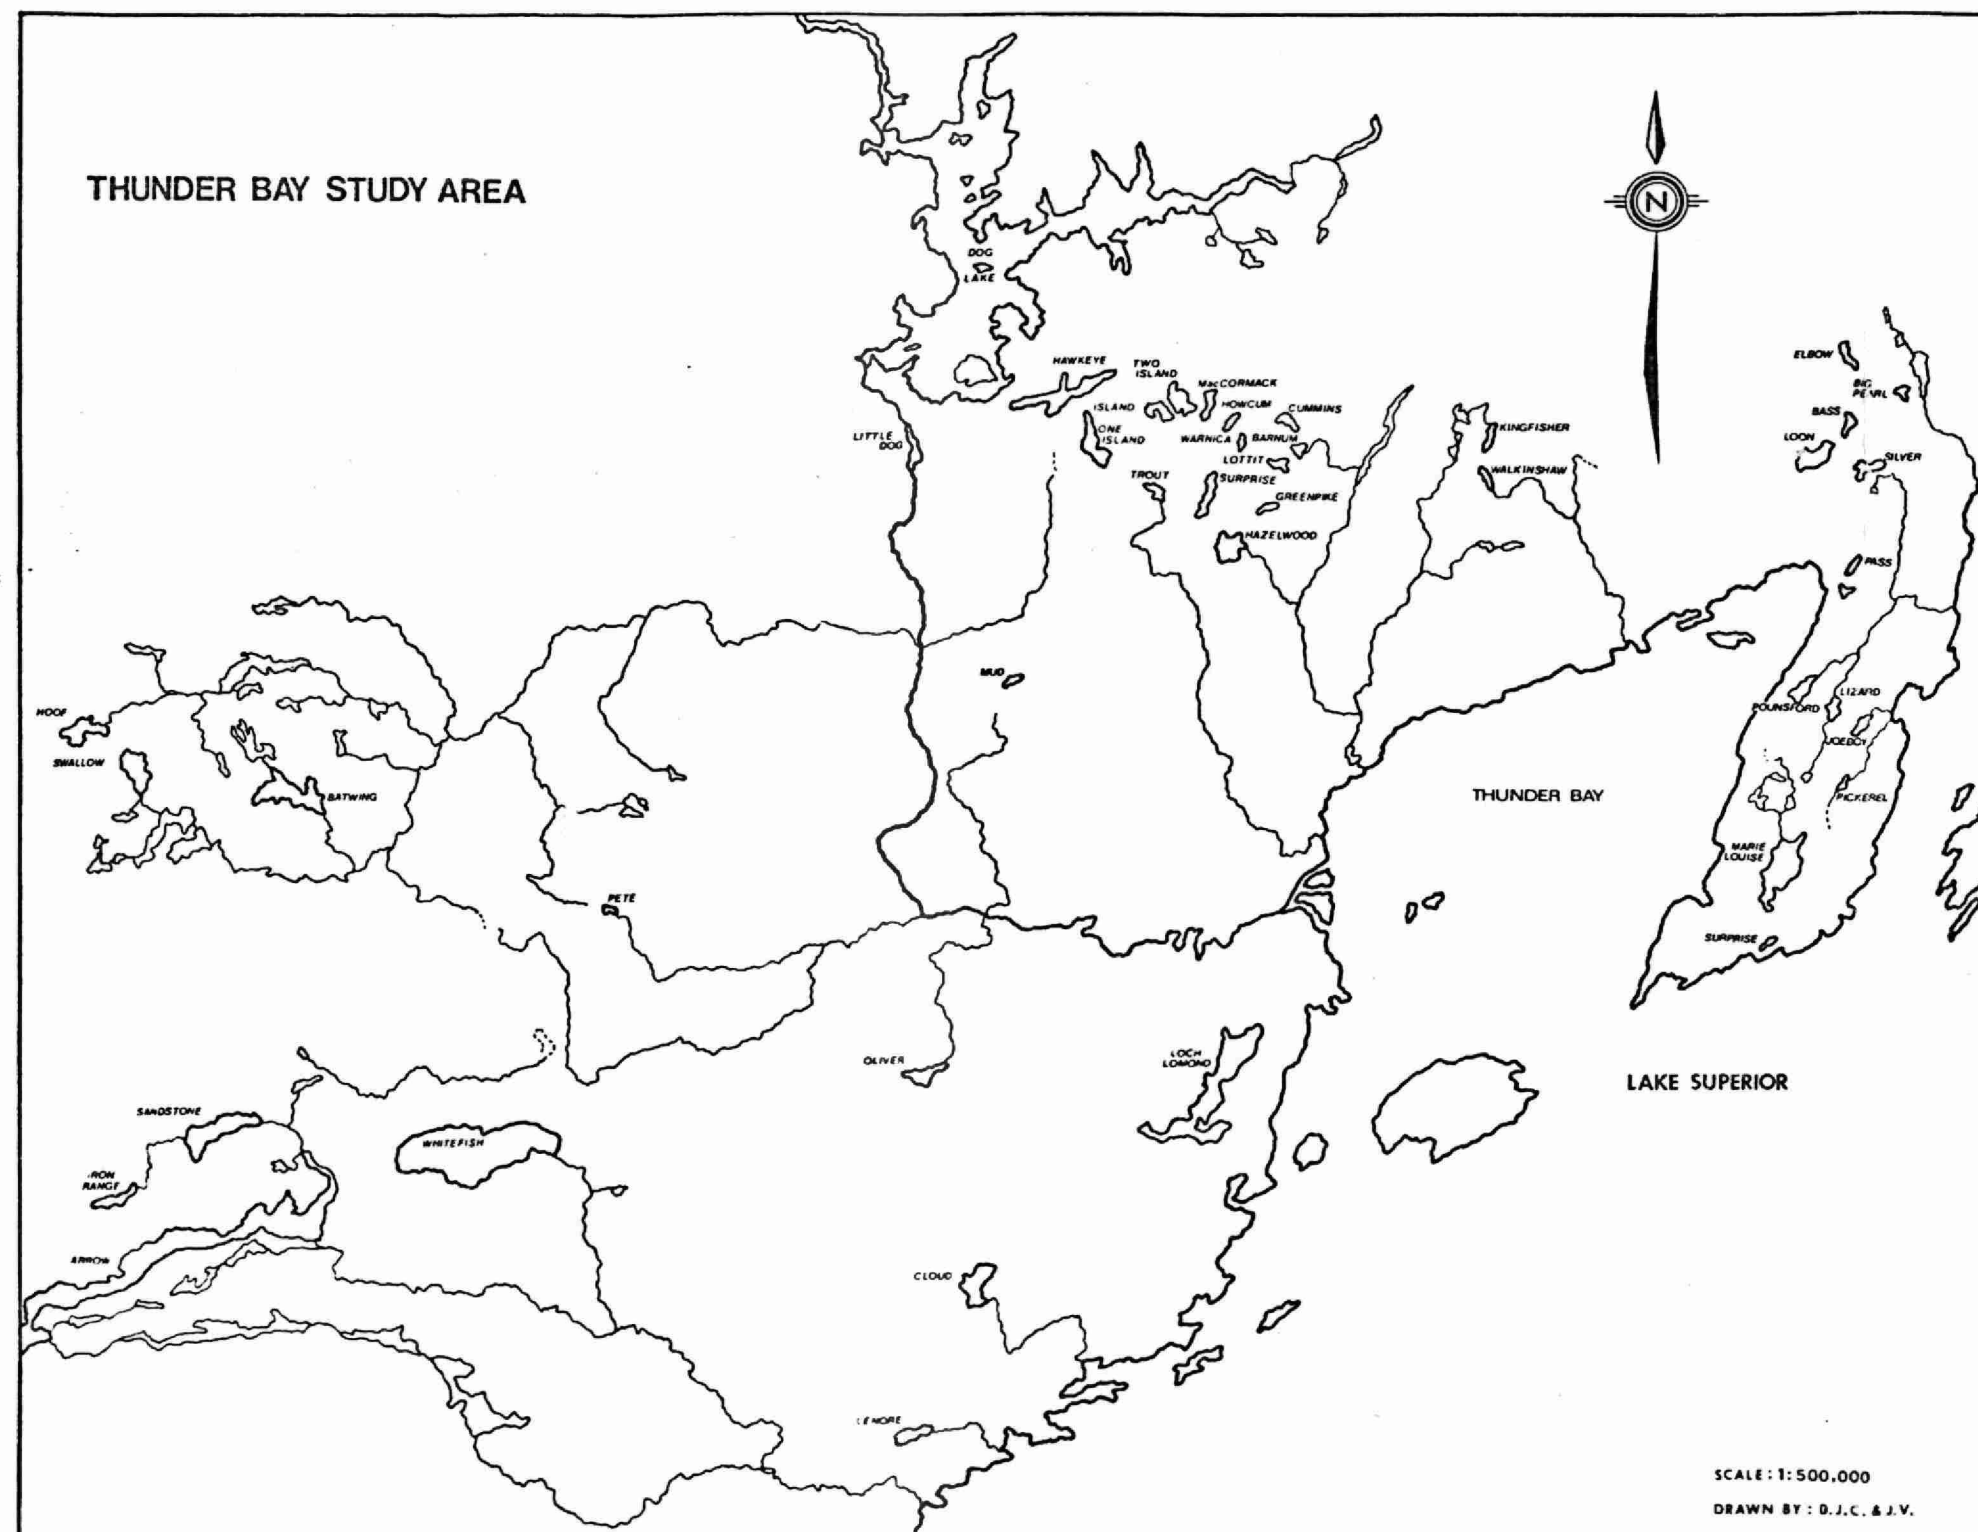 THUNDER BAY STUDY AREA
N
DOG
LAKE
HAWKEYE
TWO
ISLAND
MacCORMACK
ISLAND
HOWCUM
CUMMINS
ONE
ISLAND
WARNICA
BARNUM
LITTLE
DOG
LOTTIT
TROUT
SURPRISE
GREENPIKE
HAZELWOOD
KINGFISHER
WALKINSHAW
ELBOW
BIG
PEARL
BASS
LOON
SILVER
PASS
MUD
HOOF
SWALLOW
BATWING
LIZARD
POUNSFORD
JOEBOY
PICKEREL
THUNDER BAY
MARIE
LOUISE
PETE
SURPRISE
OLIVER
LOCH
LOMOND
LAKE SUPERIOR
SANDSTONE
WHITEFISH
IRON
RANGE
ARROW
CLOUD
LENORE
SCALE : 1:500,000
DRAWN BY : D.J.C. & J.V.